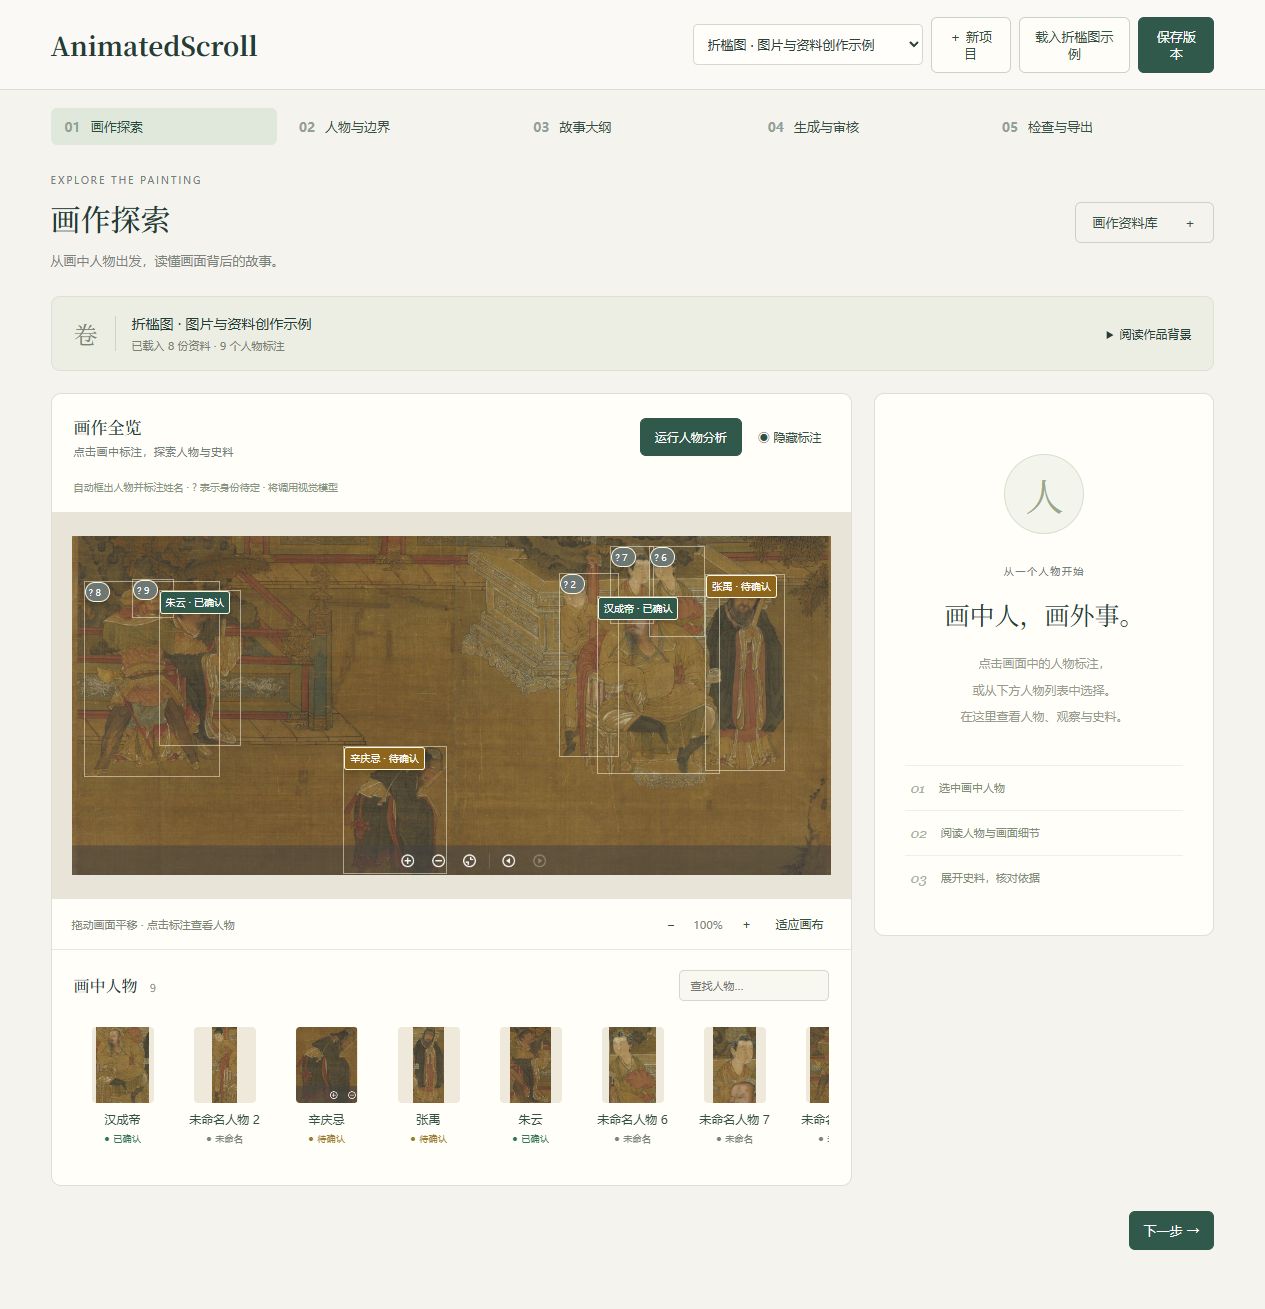 AnimatedScroll
折槛图 · 图片与资料创作示例
+ 新项
目
载入折槛图示
例
保存版
本
01 画作探索
02 人物与边界
03 故事大纲
04 生成与审核
05 检查与导出
EXPLORE THE PAINTING
画作探索
从画中人物出发，读懂画面背后的故事。
画作资料库 +
卷
折槛图 · 图片与资料创作示例
已载入 8 份资料 · 9 个人物标注
▶ 阅读作品背景
画作全览
点击画中标注，探索人物与史料
运行人物分析
◉ 隐藏标注
自动框出人物并标注姓名 · ? 表示身份待定 · 将调用视觉模型
? 8
? 9
朱云 · 已确认
辛庆忌 · 待确认
? 2
? 7
? 6
汉成帝 · 已确认
张禹 · 待确认
拖动画面平移 · 点击标注查看人物
− 100% + 适应画布
画中人物 9
查找人物...
汉成帝
● 已确认
未命名人物 2
● 未命名
辛庆忌
● 待确认
张禹
● 待确认
朱云
● 已确认
未命名人物 6
● 未命名
未命名人物 7
● 未命名
未命
人
从一个人物开始
画中人，画外事。
点击画面中的人物标注，
或从下方人物列表中选择。
在这里查看人物、观察与史料。
01 选中画中人物
02 阅读人物与画面细节
03 展开史料，核对依据
下一步 →